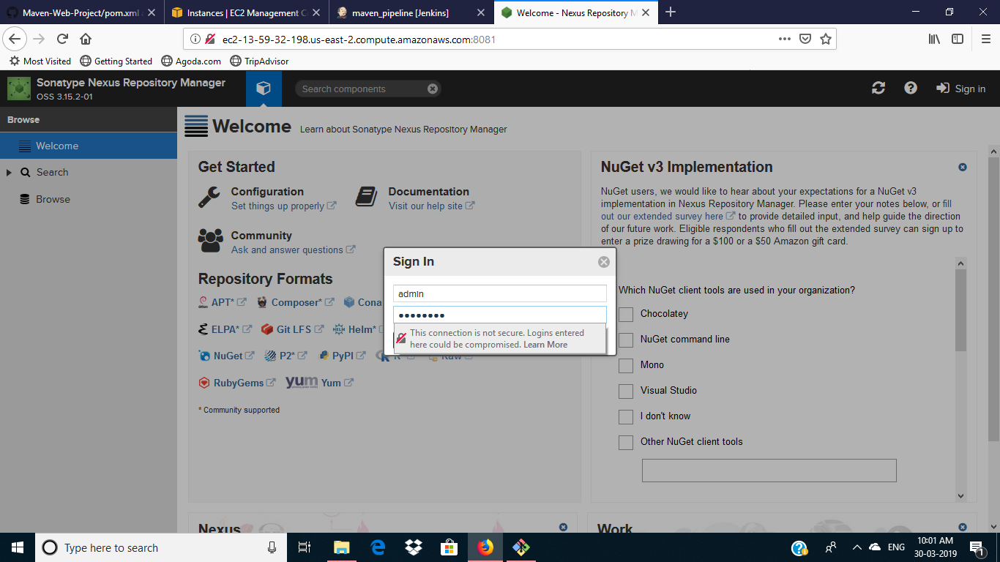 Maven-Web-Project/pom.xml a
Instances | EC2 Management C
maven_pipeline [Jenkins]
Welcome - Nexus Repository M
ec2-13-59-32-198.us-east-2.compute.amazonaws.com:8081
Most Visited
Getting Started
Agoda.com
TripAdvisor
Sonatype Nexus Repository Manager
OSS 3.15.2-01
Search components
Sign in
Browse
Welcome
Search
Browse
Welcome
Learn about Sonatype Nexus Repository Manager
Get Started
Configuration
Set things up properly
Documentation
Visit our help site
Community
Ask and answer questions
Repository Formats
APT*
Composer*
Cona
ELPA*
Git LFS
Helm*
NuGet
P2*
PyPI
R*
Raw
RubyGems
yum Yum
* Community supported
NuGet v3 Implementation
NuGet users, we would like to hear about your expectations for a NuGet v3
implementation in Nexus Repository Manager. Please enter your notes below, or fill
out our extended survey here to provide detailed input, and help guide the direction
of our future work. Eligible respondents who fill out the extended survey can sign up to
enter a prize drawing for a $100 or a $50 Amazon gift card.
Which NuGet client tools are used in your organization?
Chocolatey
NuGet command line
Mono
Visual Studio
I don't know
Other NuGet client tools
Sign In
admin
●●●●●●●●
This connection is not secure. Logins entered
here could be compromised. Learn More
Nexus
Work
Type here to search
ENG
10:01 AM
30-03-2019
1